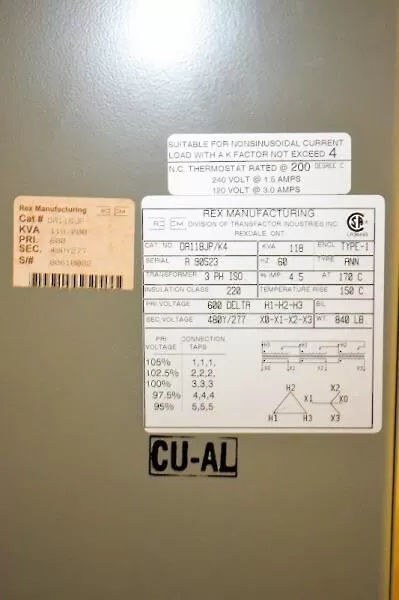 SUITABLE FOR NONSINUSOIDAL CURRENT
LOAD WITH A K FACTOR NOT EXCEED 4
N.C. THERMOSTAT RATED @ 200 DEGREE C
240 VOLT @ 1.5 AMPS
120 VOLT @ 3.0 AMPS
Rex Manufacturing
Cat #
KVA
PRI. 600
SEC. 480Y277
S/#
REX MANUFACTURING
DIVISION OF TRANSFACTOR INDUSTRIES INC.
REXDALE, ONT.
CAT. NO. DA118JP/K4 KVA 118 ENCL TYPE-1
SERIAL A 90523 HZ 60 TYPE ANN
TRANSFORMER 3 PH ISO. % IMP. 4.5 AT 170 C
INSULATION CLASS 220 TEMPERATURE RISE 150 C
PRI VOLTAGE 600 DELTA H1-H2-H3 BIL
480Y/277 X0-X1-X2-X3 WT. 840 LB
PRI VOLTAGE CONNECTION TAPS
105% 1,1,1,
102.5% 2,2,2,
100% 3,3,3
97.5% 4,4,4
95% 5,5,5
H2 X2
X1 X0
H1 H3 X3
CU-AL